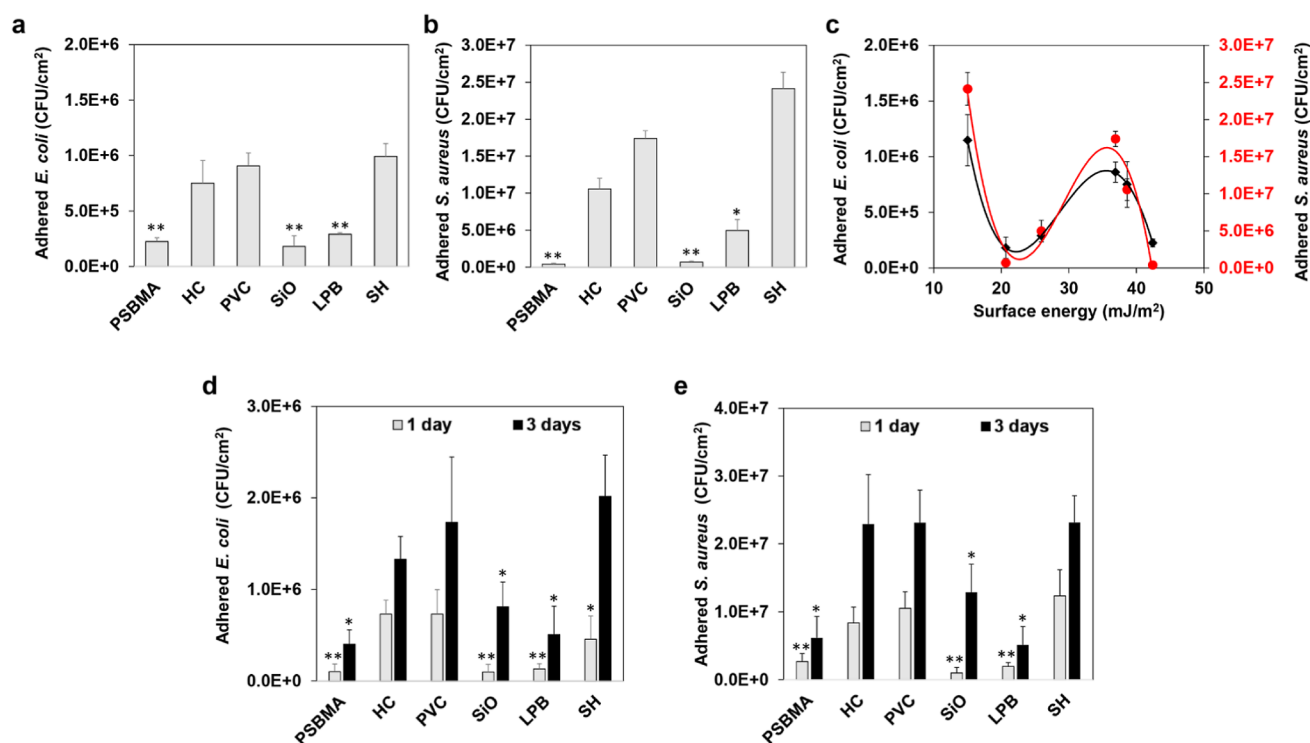 a
2.0E+6
1.5E+6
1.0E+6
5.0E+5
0.0E+0
Adhered E. coli (CFU/cm²)
** ** **
PSBMA HC PVC SiO LPB SH
b
3.0E+7
2.5E+7
2.0E+7
1.5E+7
1.0E+7
5.0E+6
0.0E+0
Adhered S. aureus (CFU/cm²)
** ** *
PSBMA HC PVC SiO LPB SH
c
2.0E+6
1.5E+6
1.0E+6
5.0E+5
0.0E+0
Adhered E. coli (CFU/cm²)
3.0E+7
2.5E+7
2.0E+7
1.5E+7
1.0E+7
5.0E+6
0.0E+0
Adhered S. aureus (CFU/cm²)
10 20 30 40 50
Surface energy (mJ/m²)
d
3.0E+6
2.0E+6
1.0E+6
0.0E+0
Adhered E. coli (CFU/cm²)
1 day 3 days
** * ** * ** * *
PSBMA HC PVC SiO LPB SH
e
4.0E+7
3.0E+7
2.0E+7
1.0E+7
0.0E+0
Adhered S. aureus (CFU/cm²)
1 day 3 days
** * ** * ** *
PSBMA HC PVC SiO LPB SH